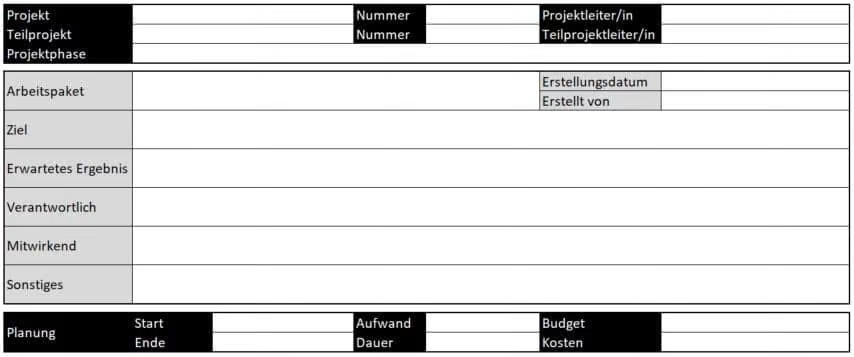 Projekt Nummer Projektleiter/in
Teilprojekt Nummer Teilprojektleiter/in
Projektphase
Arbeitspaket Erstellungsdatum
Erstellt von
Ziel
Erwartetes Ergebnis
Verantwortlich
Mitwirkend
Sonstiges
Planung Start Aufwand Budget
Ende Dauer Kosten